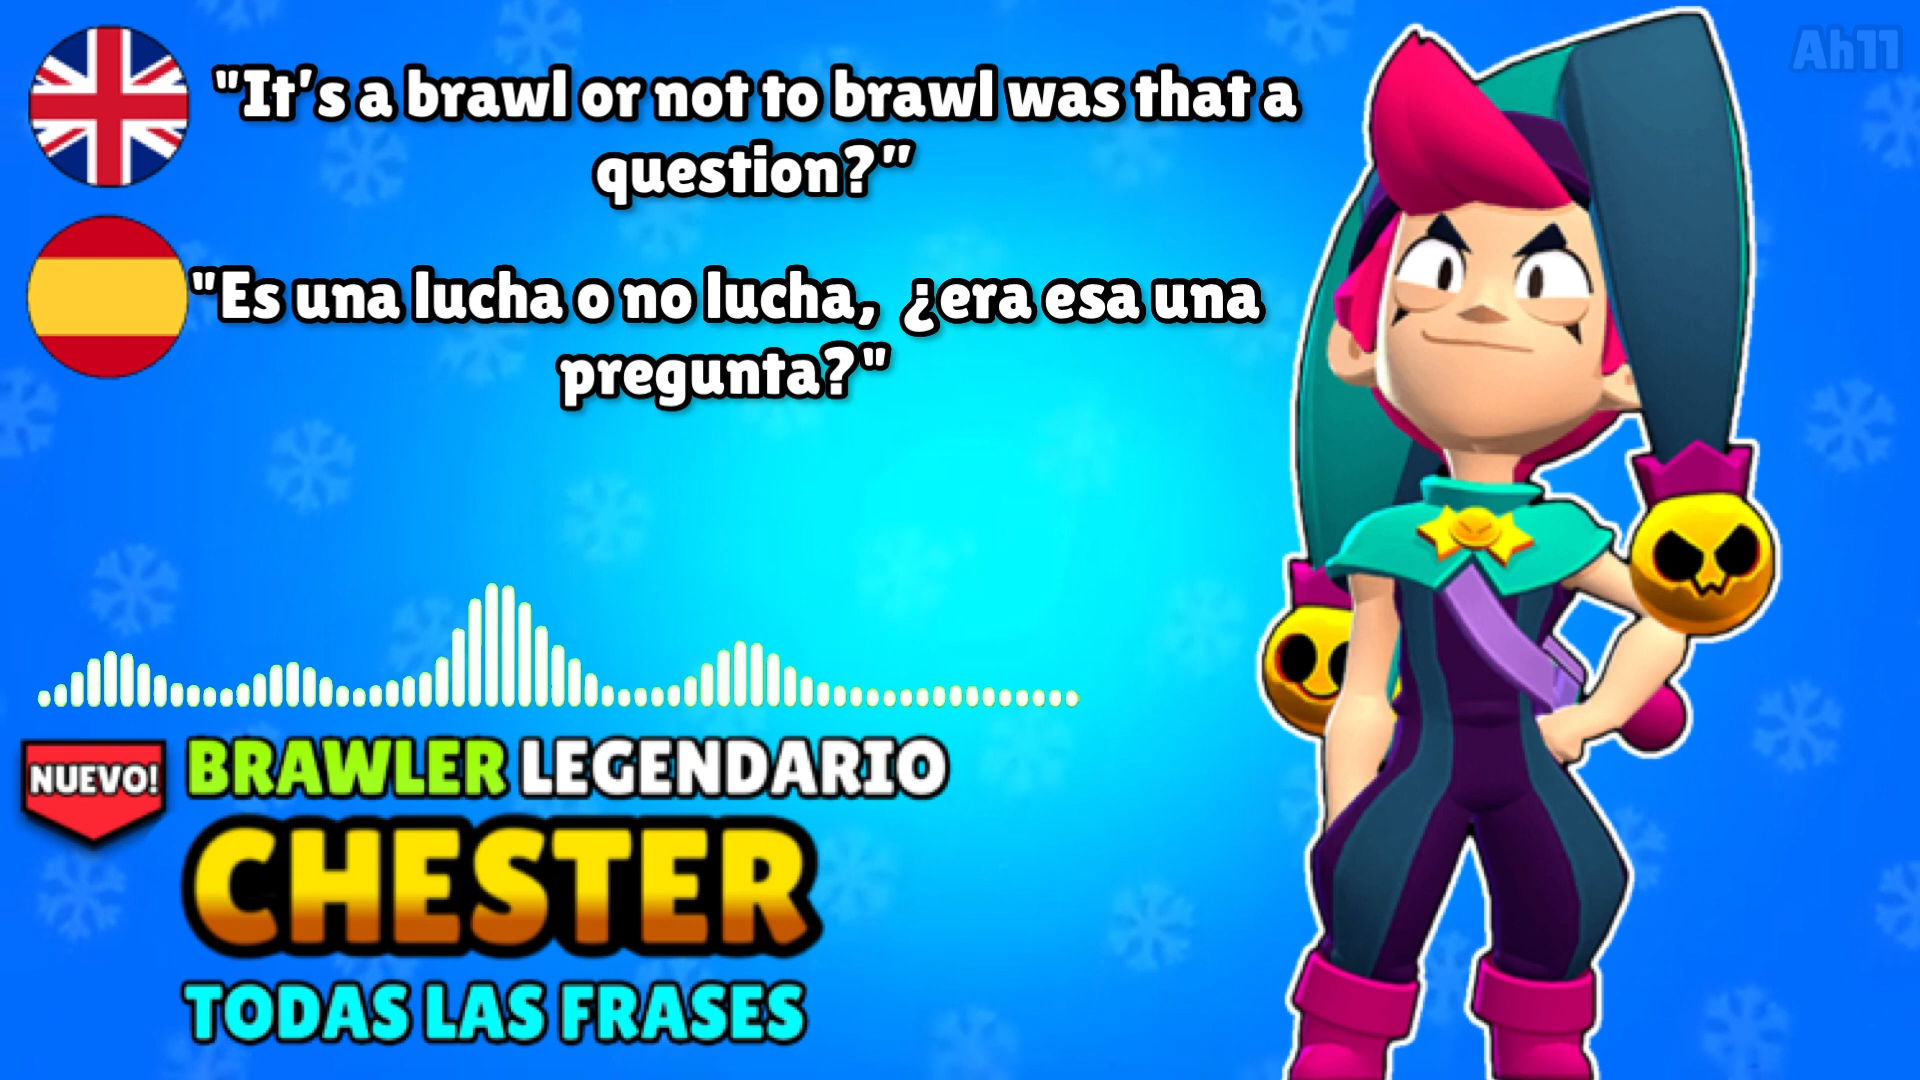 "It's a brawl or not to brawl was that a
question?"
"Es una lucha o no lucha, ¿era esa una
pregunta?"
NUEVO!
BRAWLER LEGENDARIO
CHESTER
TODAS LAS FRASES
Ah11